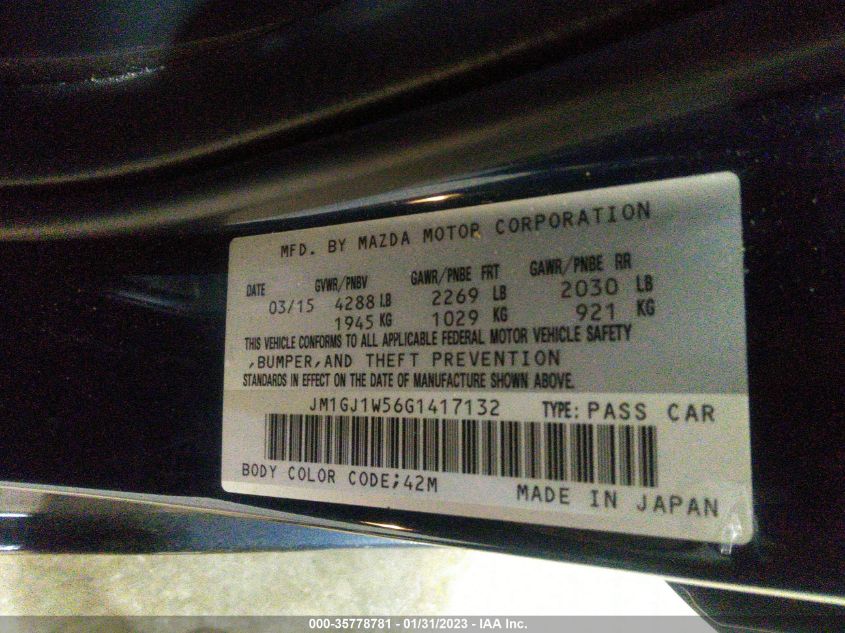 MFD. BY MAZDA MOTOR CORPORATION
DATE GVWR/PNBV GAWR/PNBE FRT GAWR/PNBE RR
03/15 4288 LB 2269 LB 2030 LB
1945 KG 1029 KG 921 KG
THIS VEHICLE CONFORMS TO ALL APPLICABLE FEDERAL MOTOR VEHICLE SAFETY
,BUMPER,AND THEFT PREVENTION
STANDARDS IN EFFECT ON THE DATE OF MANUFACTURE SHOWN ABOVE.
JM1GJ1W56G1417132 TYPE: PASS CAR
BODY COLOR CODE;42M MADE IN JAPAN
000-35778781 - 01/31/2023 - IAA Inc.